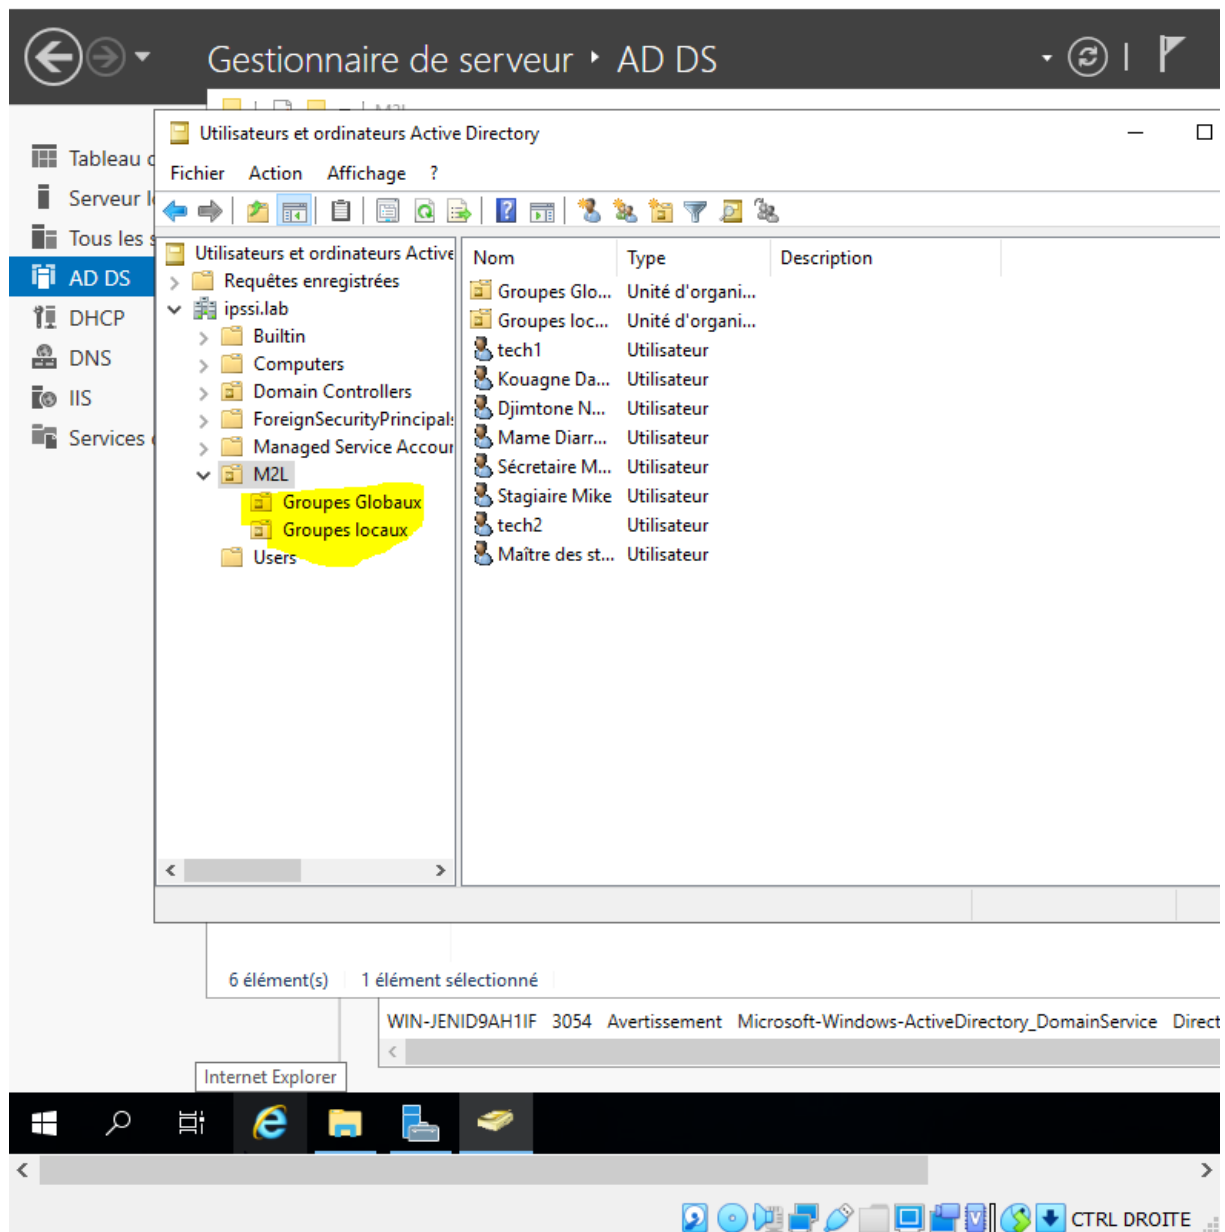 Gestionnaire de serveur ‣ AD DS
Utilisateurs et ordinateurs Active Directory
Fichier Action Affichage ?
Tableau
Serveur
Tous les
AD DS
DHCP
DNS
IIS
Services
Utilisateurs et ordinateurs Active
Requêtes enregistrées
ipssi.lab
Builtin
Computers
Domain Controllers
ForeignSecurityPrincipal
Managed Service Accour
M2L
Groupes Globaux
Groupes locaux
Users
Nom Type Description
Groupes Glo... Unité d'organi...
Groupes loc... Unité d'organi...
tech1 Utilisateur
Kouagne Da... Utilisateur
Djimtone N... Utilisateur
Mame Diarr... Utilisateur
Sécretaire M... Utilisateur
Stagiaire Mike Utilisateur
tech2 Utilisateur
Maître des st... Utilisateur
6 élément(s) 1 élément sélectionné
WIN-JENID9AH1IF 3054 Avertissement Microsoft-Windows-ActiveDirectory_DomainService Direct
Internet Explorer
CTRL DROITE